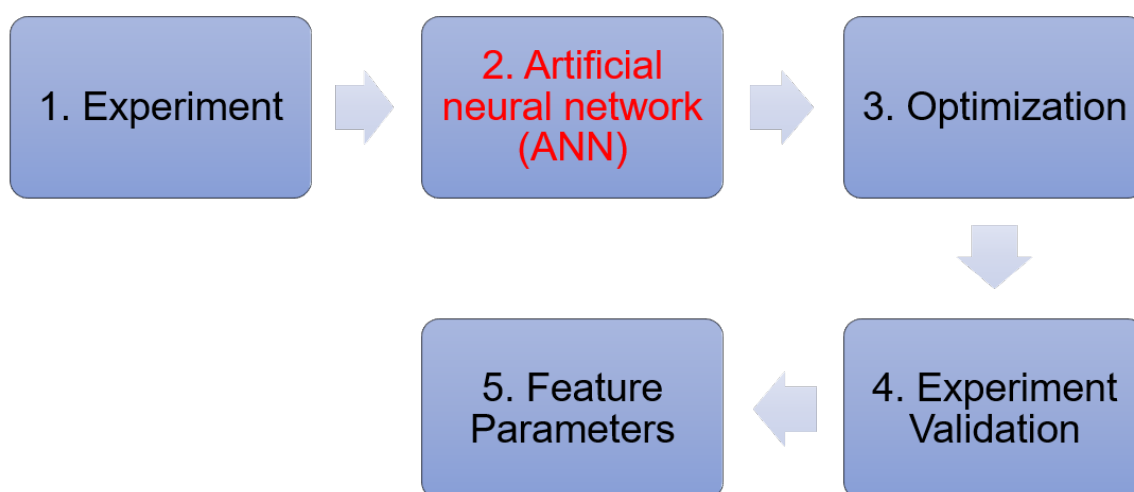 1. Experiment
2. Artificial
neural network
(ANN)
3. Optimization
4. Experiment
Validation
5. Feature
Parameters